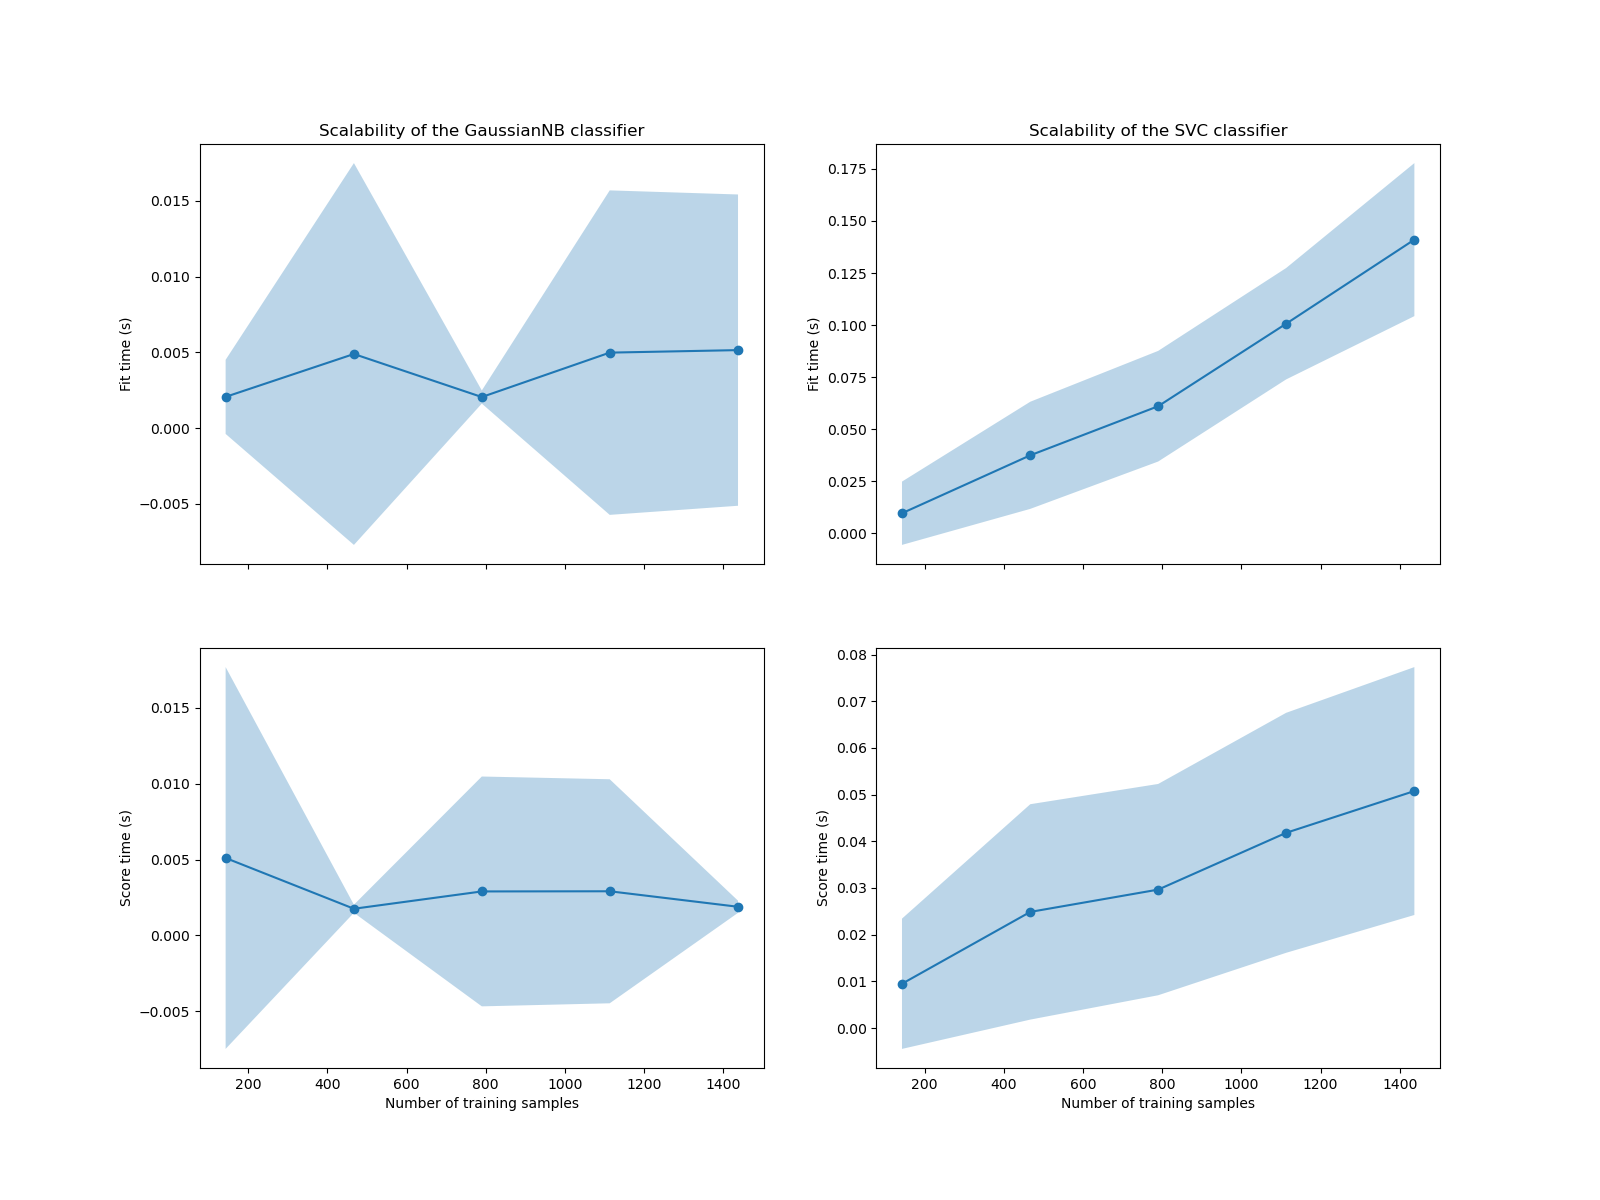 Scalability of the GaussianNB classifier
Fit time (s)
0.015
0.010
0.005
0.000
−0.005
Scalability of the SVC classifier
Fit time (s)
0.175
0.150
0.125
0.100
0.075
0.050
0.025
0.000
Score time (s)
0.015
0.010
0.005
0.000
−0.005
200 400 600 800 1000 1200 1400
Number of training samples
Score time (s)
0.08
0.07
0.06
0.05
0.04
0.03
0.02
0.01
0.00
200 400 600 800 1000 1200 1400
Number of training samples